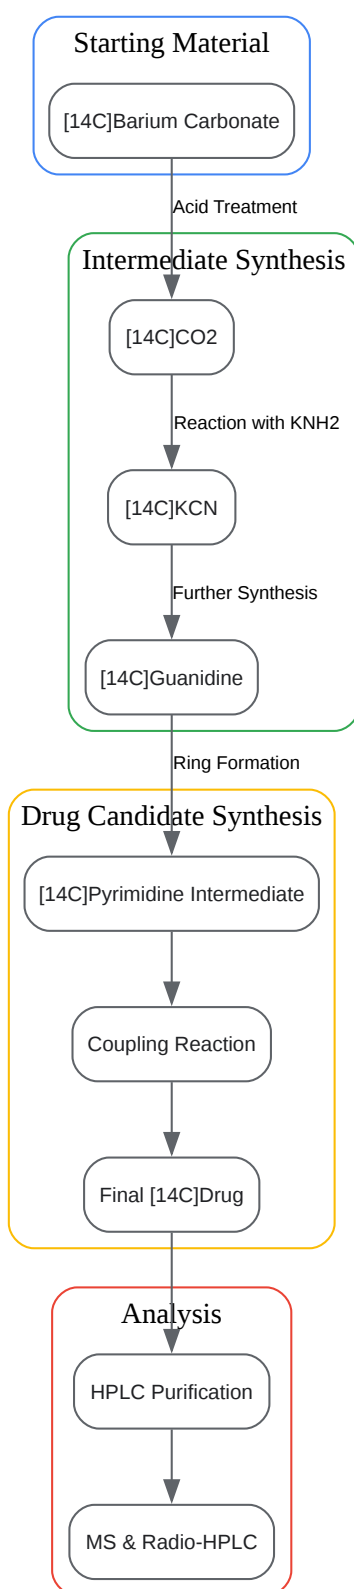 Starting Material
[14C]Barium Carbonate
Acid Treatment
Intermediate Synthesis
[14C]CO2
Reaction with KNH2
[14C]KCN
Further Synthesis
[14C]Guanidine
Ring Formation
Drug Candidate Synthesis
[14C]Pyrimidine Intermediate
Coupling Reaction
Final [14C]Drug
Analysis
HPLC Purification
MS & Radio-HPLC